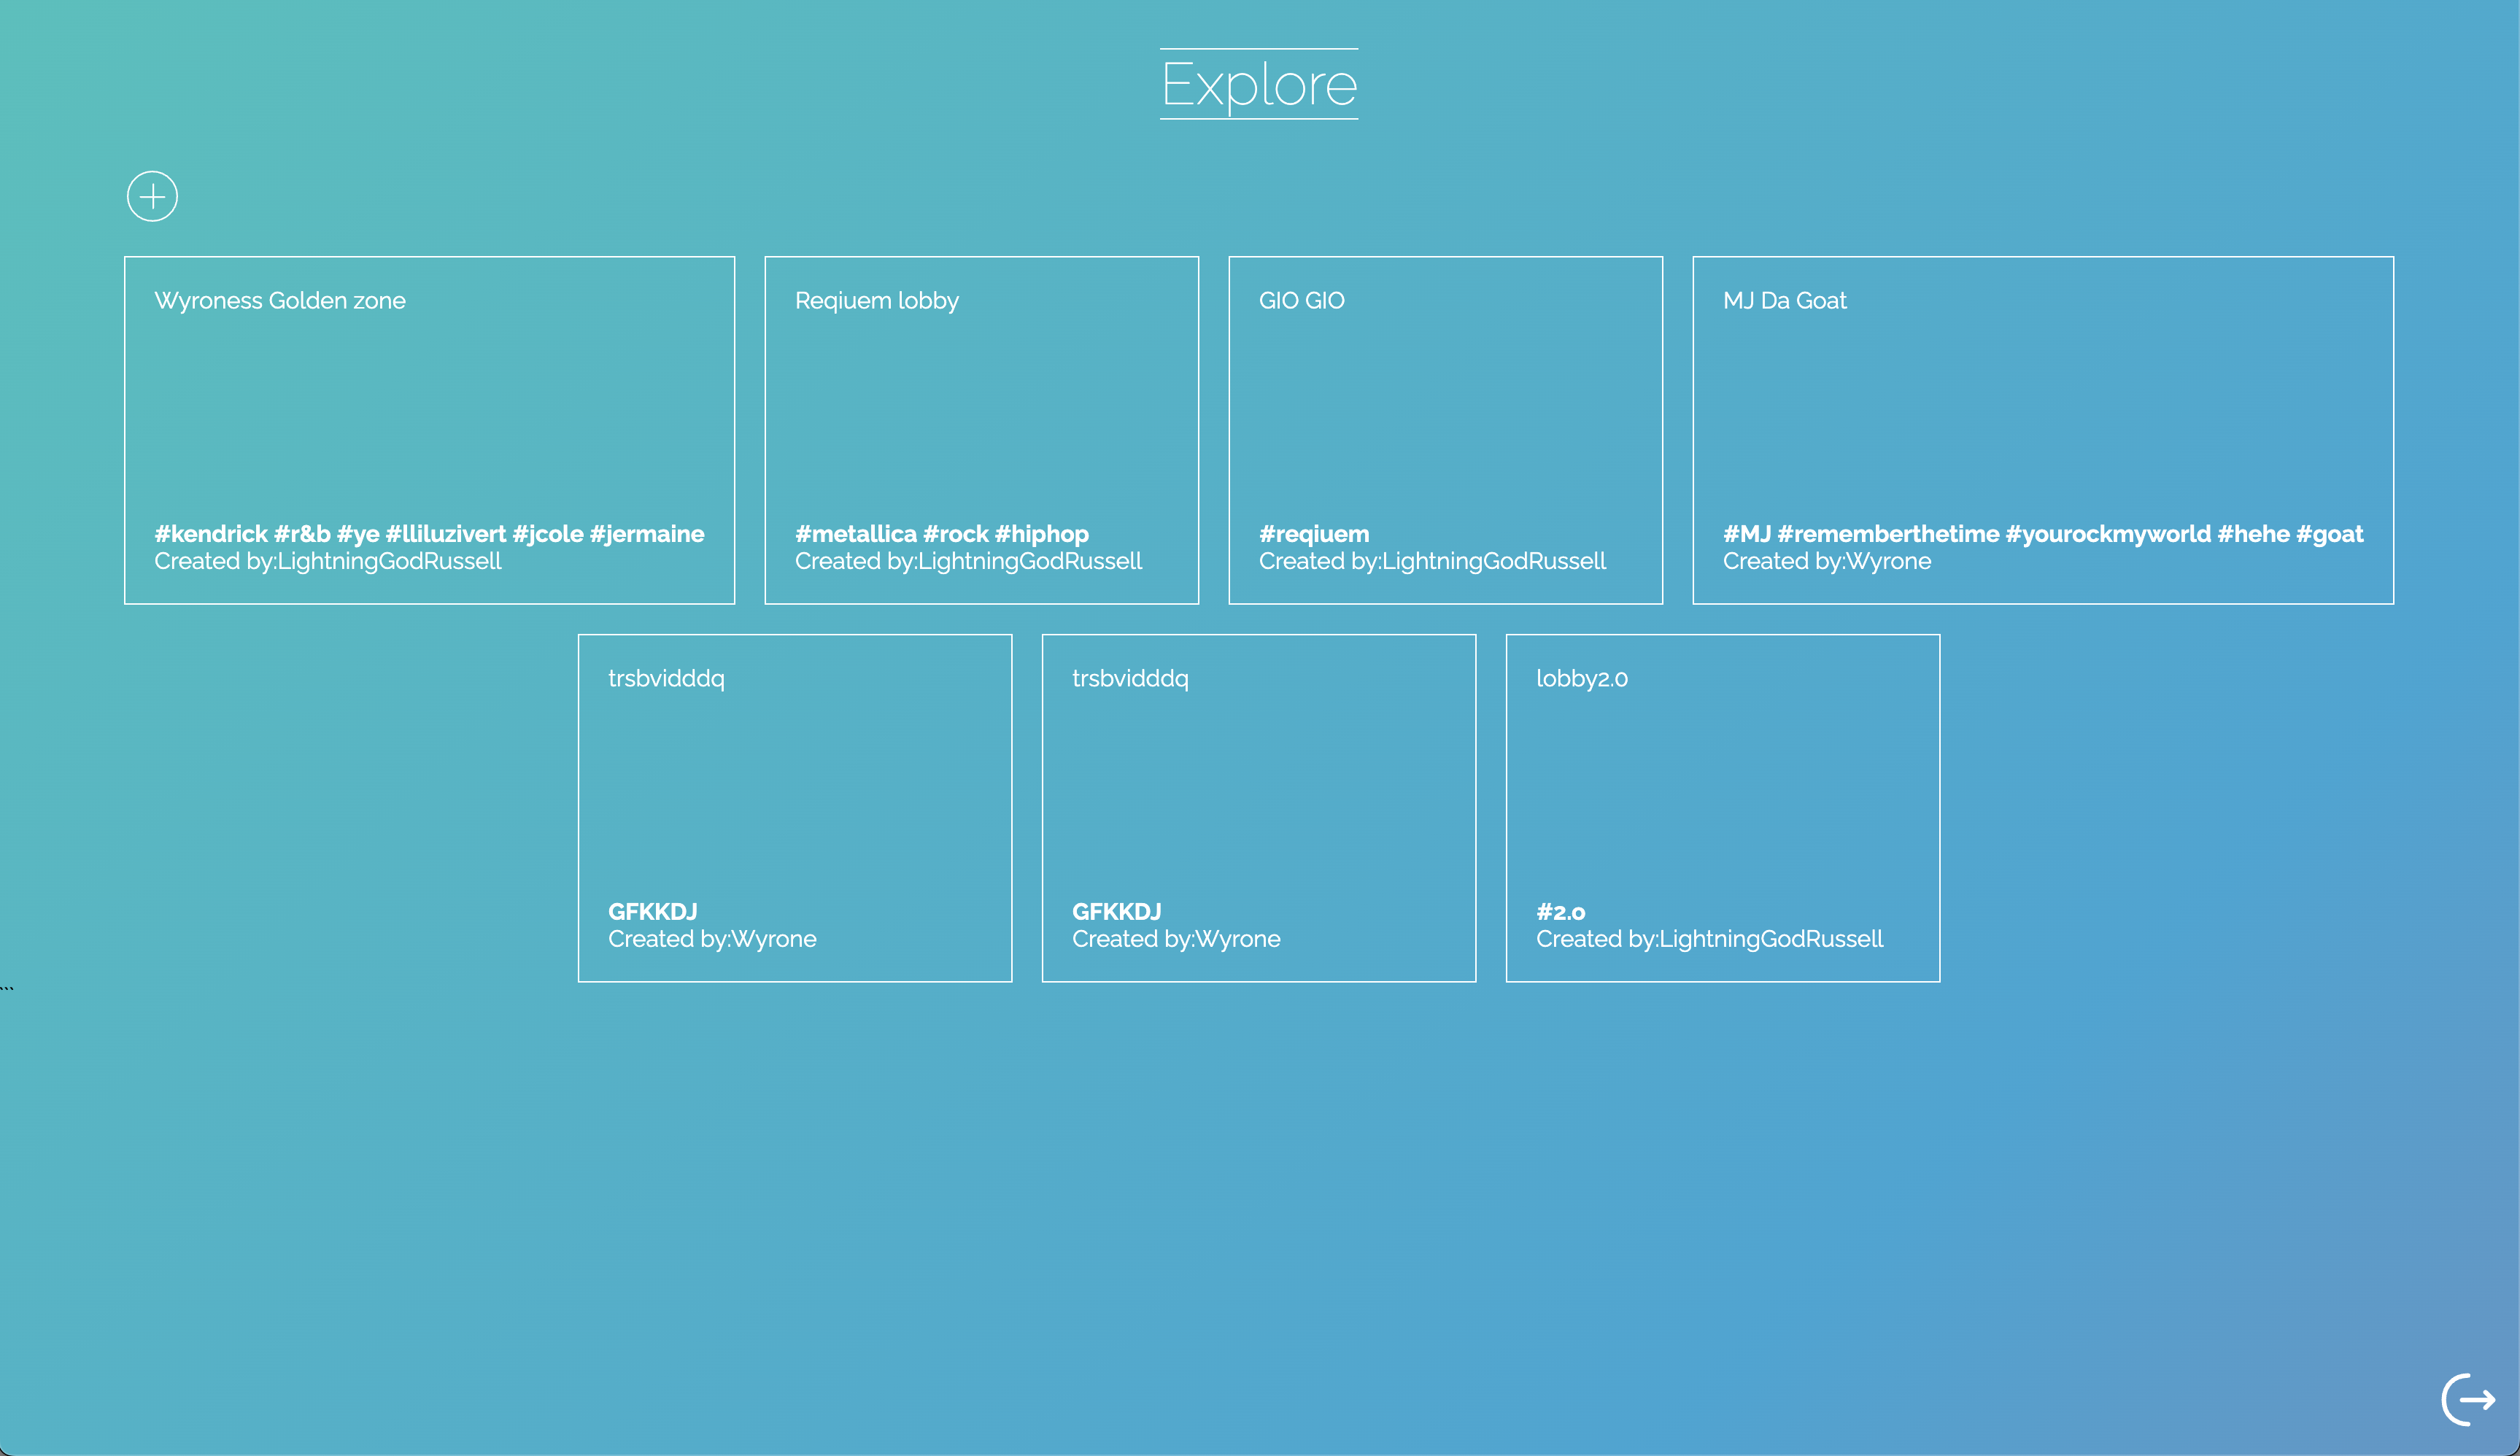 Explore
Wyroness Golden zone
#kendrick #r&b #ye #lliluzivert #jcole #jermaine
Created by:LightningGodRussell
Reqiuem lobby
#metallica #rock #hiphop
Created by:LightningGodRussell
GIO GIO
#reqiuem
Created by:LightningGodRussell
MJ Da Goat
#MJ #rememberthetime #yourockmyworld #hehe #goat
Created by:Wyrone
trsbvidddq
GFKKDJ
Created by:Wyrone
trsbvidddq
GFKKDJ
Created by:Wyrone
lobby2.0
#2.0
Created by:LightningGodRussell
```